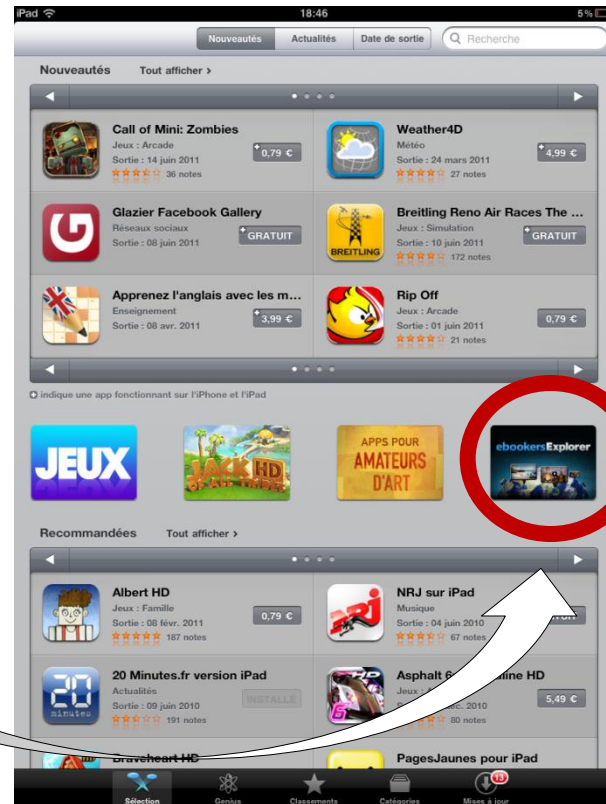 iPad 18:46 5 %
Nouveautés Actualités Date de sortie Recherche
Nouveautés Tout afficher ›
Call of Mini: Zombies
Jeux : Arcade
Sortie : 14 juin 2011
36 notes
+ 0,79 €
Weather4D
Météo
Sortie : 24 mars 2011
27 notes
+ 4,99 €
Glazier Facebook Gallery
Réseaux sociaux
Sortie : 08 juin 2011
+ GRATUIT
BREITLING
Breitling Reno Air Races The ...
Jeux : Simulation
Sortie : 10 juin 2011
172 notes
+ GRATUIT
Apprenez l'anglais avec les m...
Enseignement
Sortie : 08 avr. 2011
+ 3,99 €
Rip Off
Jeux : Arcade
Sortie : 01 juin 2011
21 notes
0,79 €
+ indique une app fonctionnant sur l'iPhone et l'iPad
JEUX
JACK HD
OF ALL TRIBES
APPS POUR
AMATEURS
D'ART
ebookersExplorer
Recommandées Tout afficher ›
Albert HD
Jeux : Famille
Sortie : 08 févr. 2011
187 notes
0,79 €
NRJ
NRJ sur iPad
Musique
Sortie : 04 juin 2010
67 notes
20
minutes
20 Minutes.fr version iPad
Actualités
Sortie : 09 juin 2010
191 notes
INSTALLÉ
6
Asphalt 6
HD
Jeux :
2010
80 notes
5,49 €
Braveheart HD
PagesJaunes pour iPad
Sélection Genius Classements Catégories Mises à jour
13